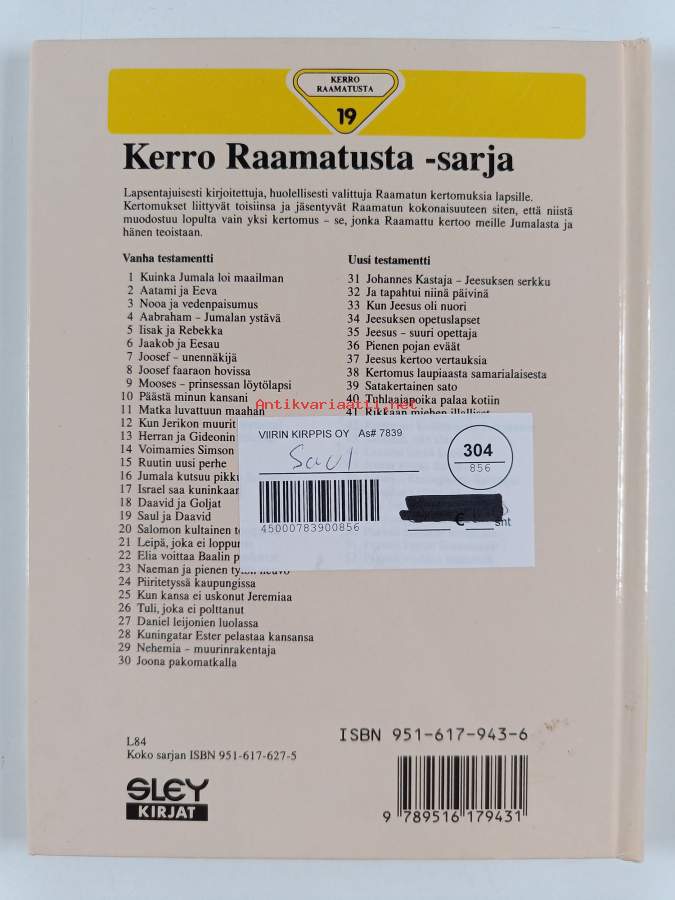 KERRO
RAAMATUSTA
19
Kerro Raamatusta -sarja
Lapsentajuisesti kirjoitettuja, huolellisesti valittuja Raamatun kertomuksia lapsille.
Kertomukset liittyvät toisiinsa ja jäsentyvät Raamatun kokonaisuuteen siten, että niistä
muodostuu lopulta vain yksi kertomus – se, jonka Raamattu kertoo meille Jumalasta ja
hänen teoistaan.
Vanha testamentti
1 Kuinka Jumala loi maailman
2 Aatami ja Eeva
3 Nooa ja vedenpaisumus
4 Aabraham – Jumalan ystävä
5 Iisak ja Rebekka
6 Jaakob ja Eesau
7 Joosef – unennäkijä
8 Joosef faaraon hovissa
9 Mooses – prinsessan löytölapsi
10 Päästä minun kansani
11 Matka luvattuun maahan
12 Kun Jerikon muurit
13 Herran ja Gideonin
14 Voimamies Simson
15 Ruutin uusi perhe
16 Jumala kutsuu
17 Israel saa
18 Daavid ja Goljat
19 Saul ja Daavid
20 Salomon kultainen
21 Leipä, joka ei
22 Elia voittaa Baalin
23 Naeman ja pienen
24 Piiritetyssä kaupungissa
25 Kun kansa ei uskonut Jeremiaa
26 Tuli, joka ei polttanut
27 Daniel leijonien luolassa
28 Kuningatar Ester pelastaa kansansa
29 Nehemia – muurinrakentaja
30 Joona pakomatkalla
Uusi testamentti
31 Johannes Kastaja – Jeesuksen serkku
32 Ja tapahtui niinä päivinä
33 Kun Jeesus oli nuori
34 Jeesuksen opetuslapset
35 Jeesus – suuri opettaja
36 Pienen pojan eväät
37 Jeesus kertoo vertauksia
38 Kertomus laupiaasta samarialaisesta
39 Satakertainen sato
40 Tuhlaajapoika palaa kotiin
41 Rikkaan miehen illalliset
Antikvariaatti.net
VIIRIN KIRPPIS OY As# 7839
Saul
304
856
45000783900856
€
snt
L84
Koko sarjan ISBN 951-617-627-5
SLEY
KIRJAT
ISBN 951-617-943-6
9 789516 179431